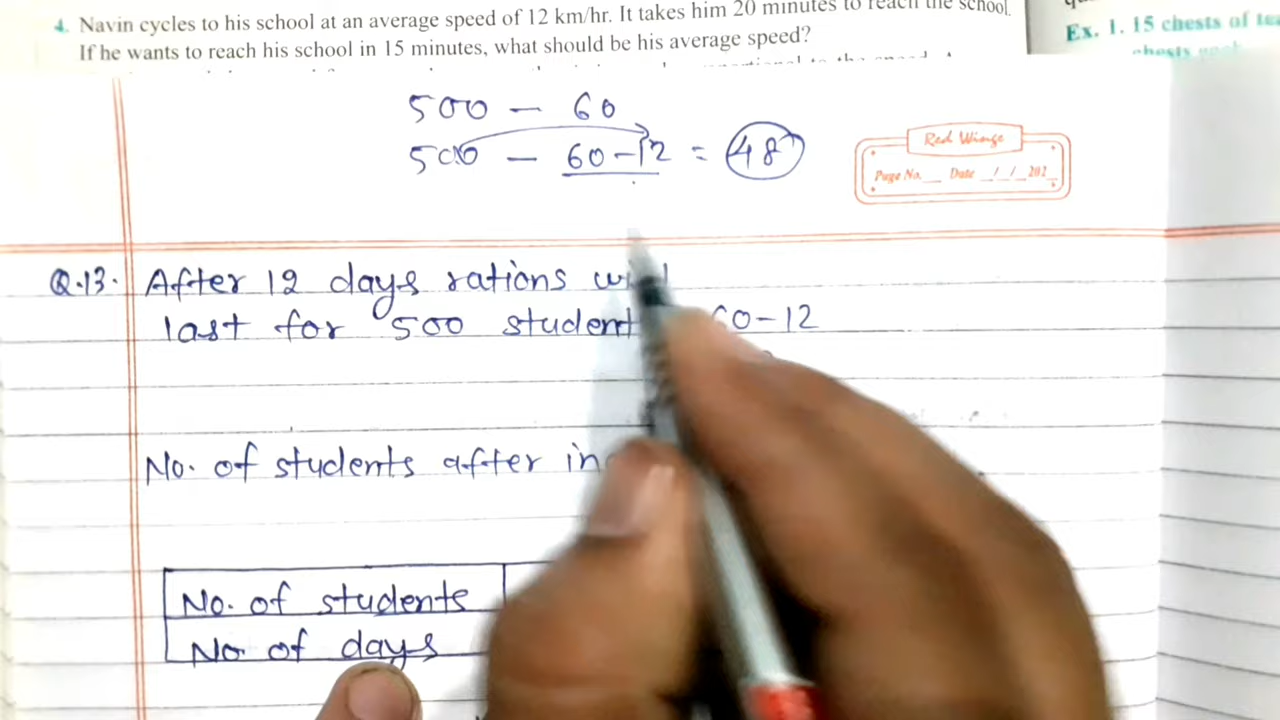 4. Navin cycles to his school at an average speed of 12 km/hr. It takes him 20 minutes to reach the school.
If he wants to reach his school in 15 minutes, what should be his average speed?
Ex. 1. 15 chests of
500 - 60
500 - 60-12 = 48
Red Wings
Page No.___ Date __/__/202_
Q.13. After 12 days rations
last for 500 student 60-12
No. of students after in
No. of students
No of days